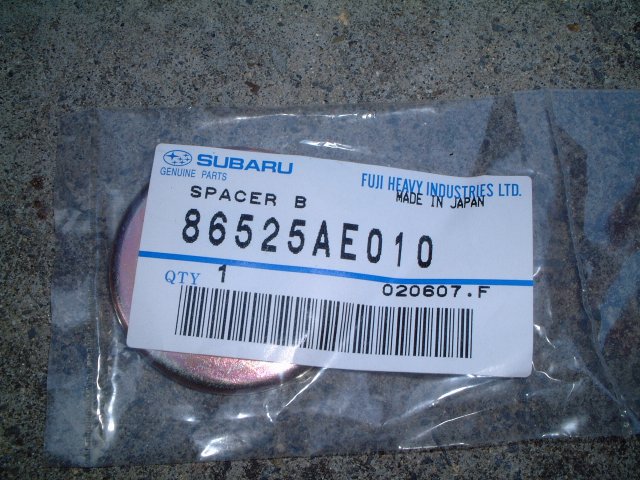 SUBARU
GENUINE PARTS
FUJI HEAVY INDUSTRIES LTD.
MADE IN JAPAN
SPACER B
86525AE010
QTY 1
020607.F